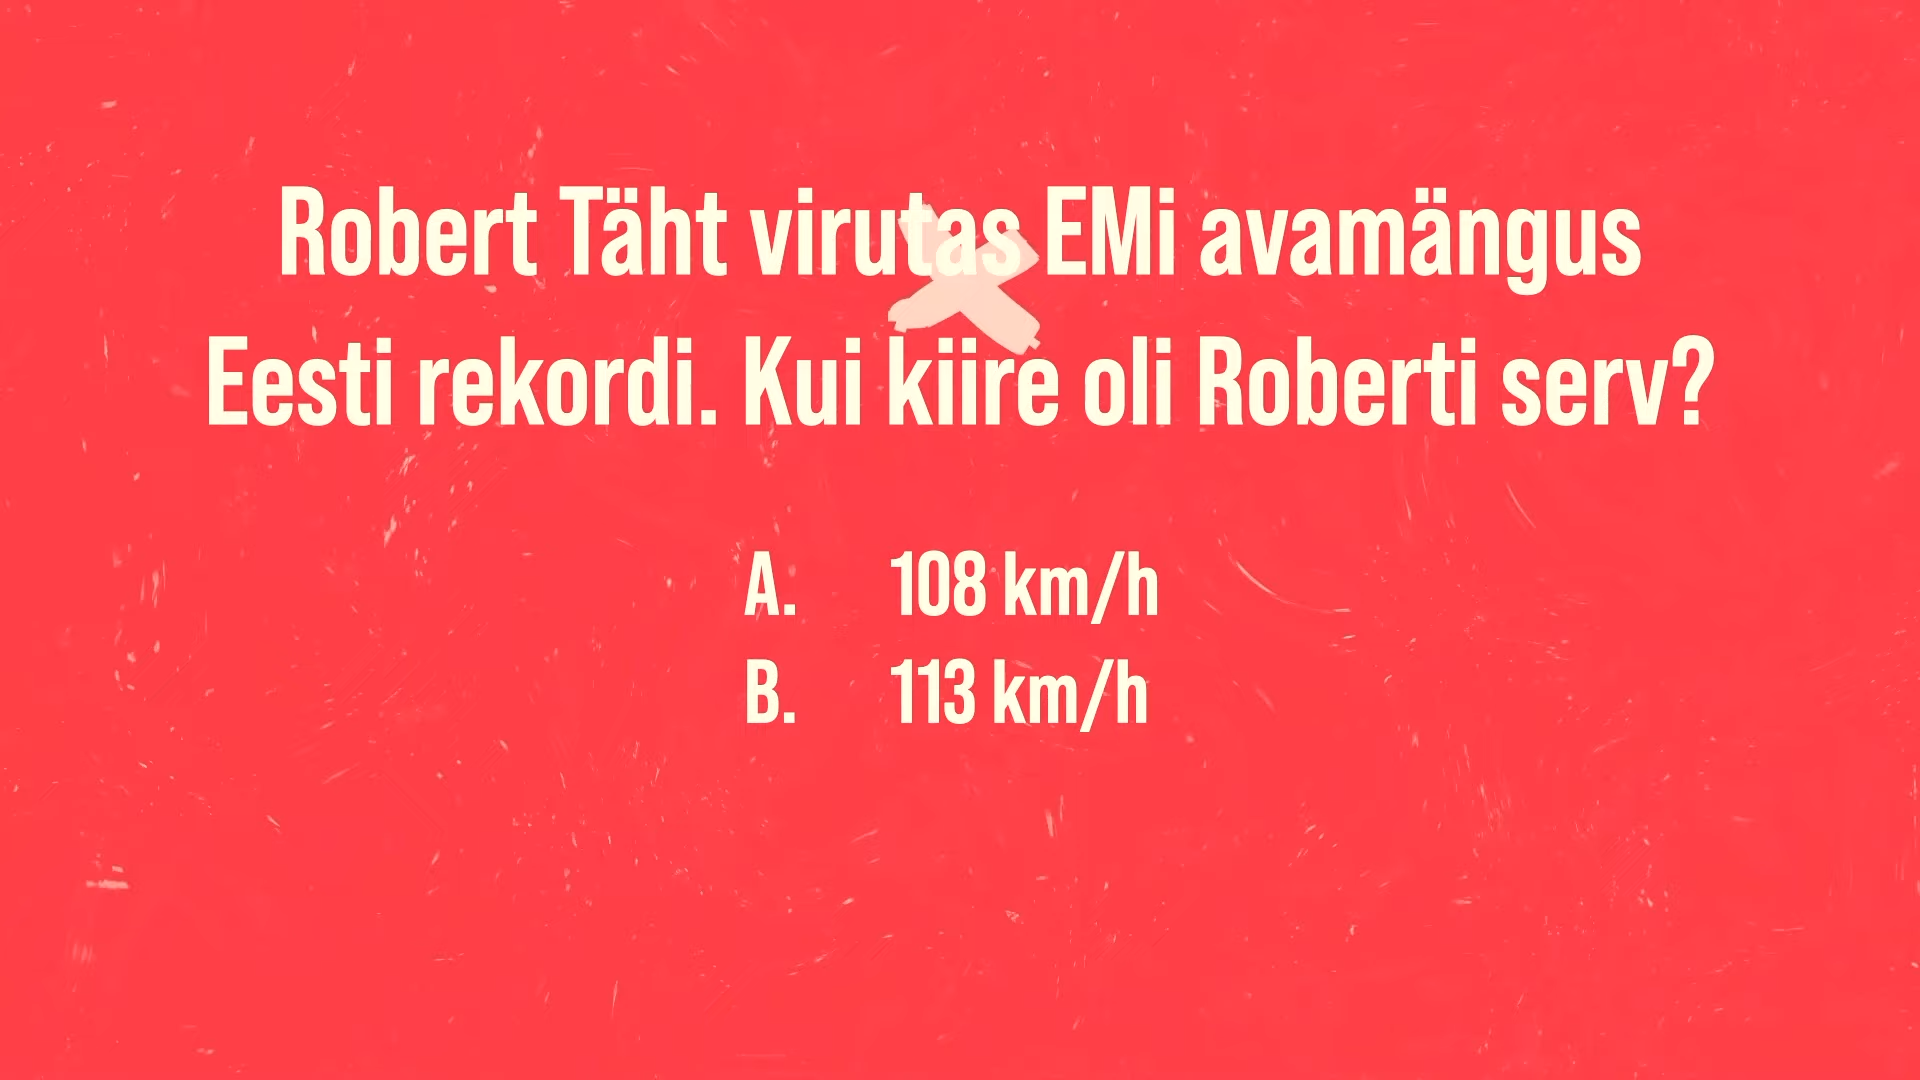 Robert Täht virutas EMi avamängus
Eesti rekordi. Kui kiire oli Roberti serv?
A. 108 km/h
B. 113 km/h